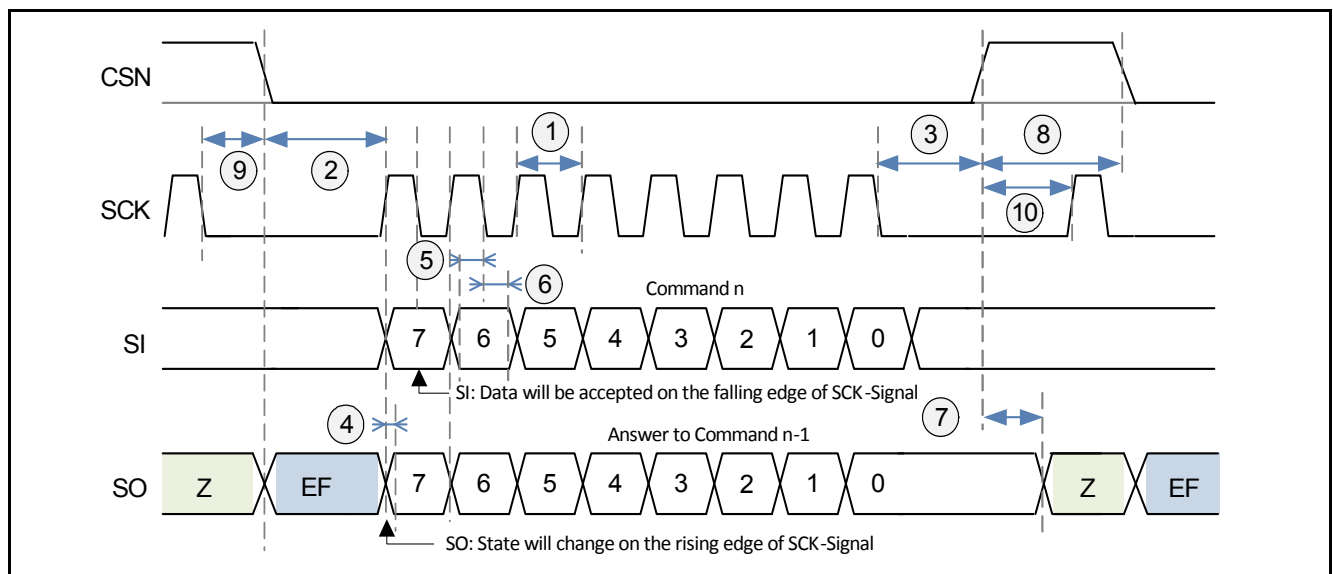 CSN
1
3
8
9
2
SCK
10
5
6
Command n
SI
7 6 5 4 3 2 1 0
SI: Data will be accepted on the falling edge of SCK-Signal
4
7
Answer to Command n-1
SO
Z EF 7 6 5 4 3 2 1 0 Z EF
SO: State will change on the rising edge of SCK-Signal